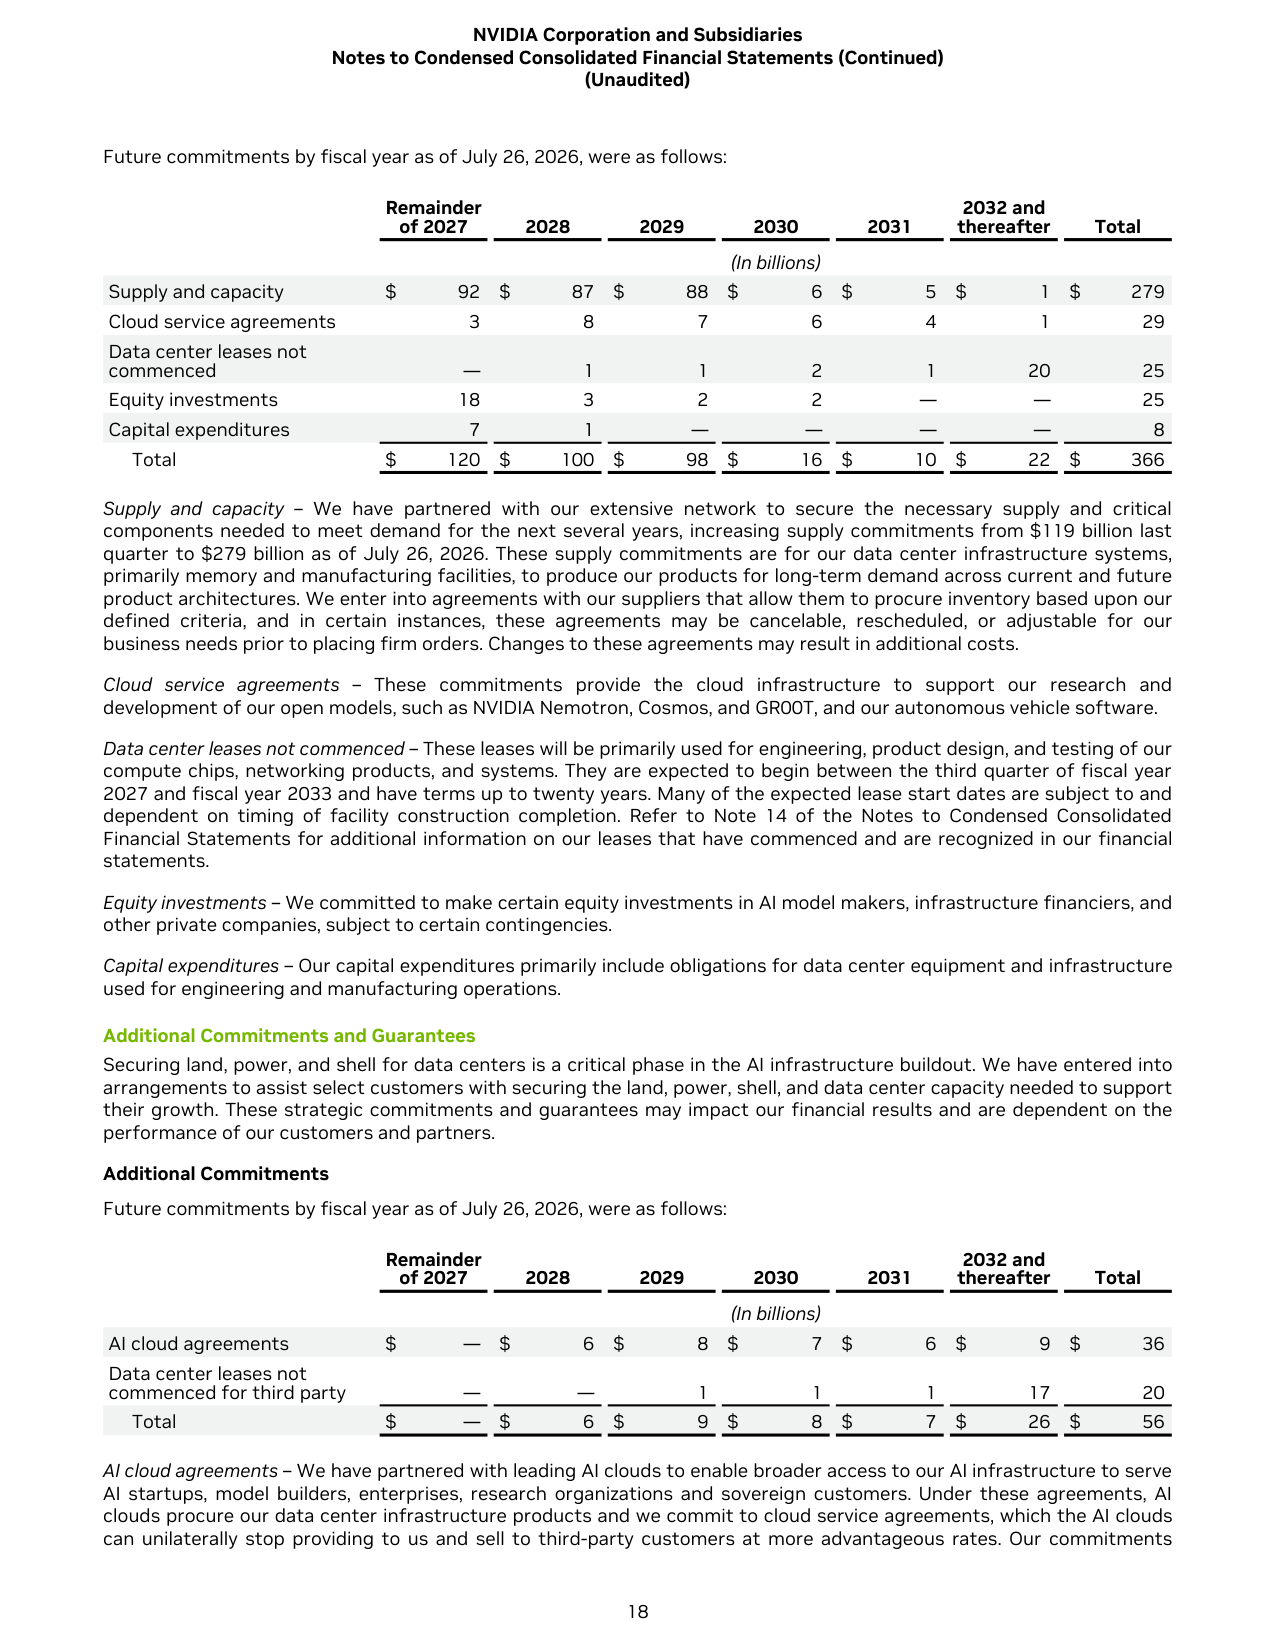 NVIDIA Corporation and Subsidiaries
Notes to Condensed Consolidated Financial Statements (Continued)
(Unaudited)
Future commitments by fiscal year as of July 26, 2026, were as follows:
Remainder of 2027 2028 2029 2030 2031 2032 and thereafter Total
(In billions)
Supply and capacity $ 92 $ 87 $ 88 $ 6 $ 5 $ 1 $ 279
Cloud service agreements 3 8 7 6 4 1 29
Data center leases not
commenced — 1 1 2 1 20 25
Equity investments 18 3 2 2 — — 25
Capital expenditures 7 1 — — — — 8
Total $ 120 $ 100 $ 98 $ 16 $ 10 $ 22 $ 366
Supply and capacity – We have partnered with our extensive network to secure the necessary supply and critical
components needed to meet demand for the next several years, increasing supply commitments from $119 billion last
quarter to $279 billion as of July 26, 2026. These supply commitments are for our data center infrastructure systems,
primarily memory and manufacturing facilities, to produce our products for long-term demand across current and future
product architectures. We enter into agreements with our suppliers that allow them to procure inventory based upon our
defined criteria, and in certain instances, these agreements may be cancelable, rescheduled, or adjustable for our
business needs prior to placing firm orders. Changes to these agreements may result in additional costs.
Cloud service agreements – These commitments provide the cloud infrastructure to support our research and
development of our open models, such as NVIDIA Nemotron, Cosmos, and GR00T, and our autonomous vehicle software.
Data center leases not commenced – These leases will be primarily used for engineering, product design, and testing of our
compute chips, networking products, and systems. They are expected to begin between the third quarter of fiscal year
2027 and fiscal year 2033 and have terms up to twenty years. Many of the expected lease start dates are subject to and
dependent on timing of facility construction completion. Refer to Note 14 of the Notes to Condensed Consolidated
Financial Statements for additional information on our leases that have commenced and are recognized in our financial
statements.
Equity investments – We committed to make certain equity investments in AI model makers, infrastructure financiers, and
other private companies, subject to certain contingencies.
Capital expenditures – Our capital expenditures primarily include obligations for data center equipment and infrastructure
used for engineering and manufacturing operations.
Additional Commitments and Guarantees
Securing land, power, and shell for data centers is a critical phase in the AI infrastructure buildout. We have entered into
arrangements to assist select customers with securing the land, power, shell, and data center capacity needed to support
their growth. These strategic commitments and guarantees may impact our financial results and are dependent on the
performance of our customers and partners.
Additional Commitments
Future commitments by fiscal year as of July 26, 2026, were as follows:
Remainder of 2027 2028 2029 2030 2031 2032 and thereafter Total
(In billions)
AI cloud agreements $ — $ 6 $ 8 $ 7 $ 6 $ 9 $ 36
Data center leases not
commenced for third party — — 1 1 1 17 20
Total $ — $ 6 $ 9 $ 8 $ 7 $ 26 $ 56
AI cloud agreements – We have partnered with leading AI clouds to enable broader access to our AI infrastructure to serve
AI startups, model builders, enterprises, research organizations and sovereign customers. Under these agreements, AI
clouds procure our data center infrastructure products and we commit to cloud service agreements, which the AI clouds
can unilaterally stop providing to us and sell to third-party customers at more advantageous rates. Our commitments
18